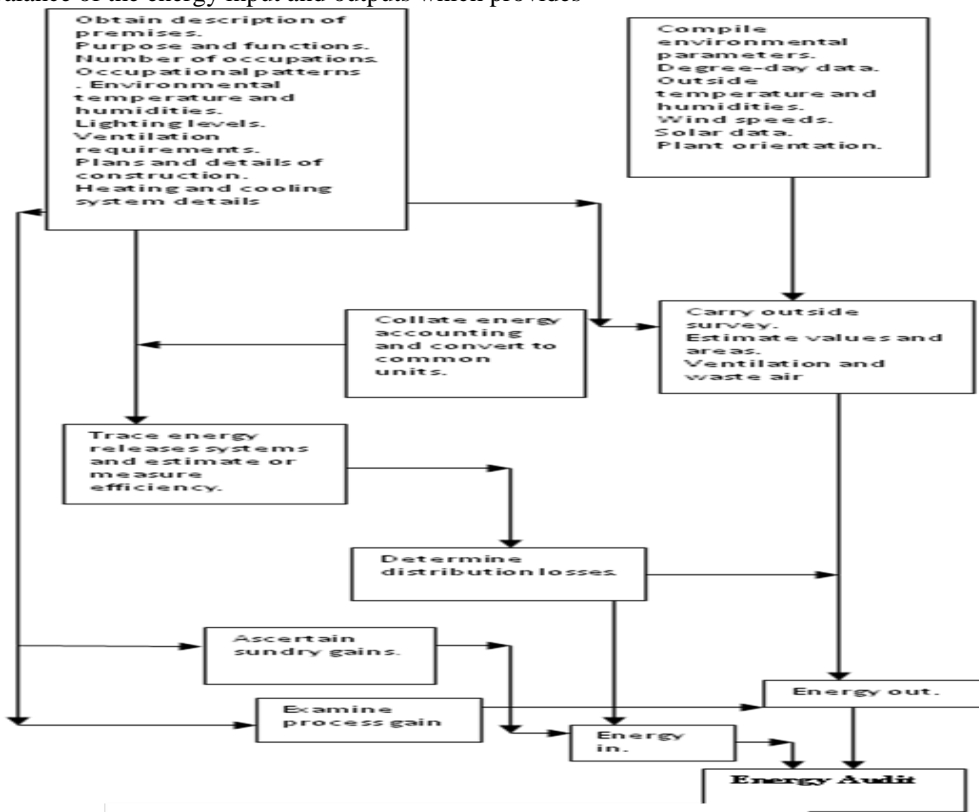 alance of the energy input and outputs which provides
Obtain description of
premises.
Purpose and functions.
Number of occupations.
Occupational patterns
. Environmental
temperature and
humidities.
Lighting levels.
Ventilation
requirements.
Plans and details of
construction.
Heating and cooling
system details
Compile
environmental
parameters.
Degree-day data.
Outside
temperature and
humidities.
Wind speeds.
Solar data.
Plant orientation.
Collate energy
accounting
and convert to
common
units.
Carry outside
survey.
Estimate values and
areas.
Ventilation and
waste air
Trace energy
releases systems
and estimate or
measure
efficiency.
Determine
distribution losses.
Ascertain
sundry gains.
Examine
process gain
Energy out.
Energy
in.
Energy Audit